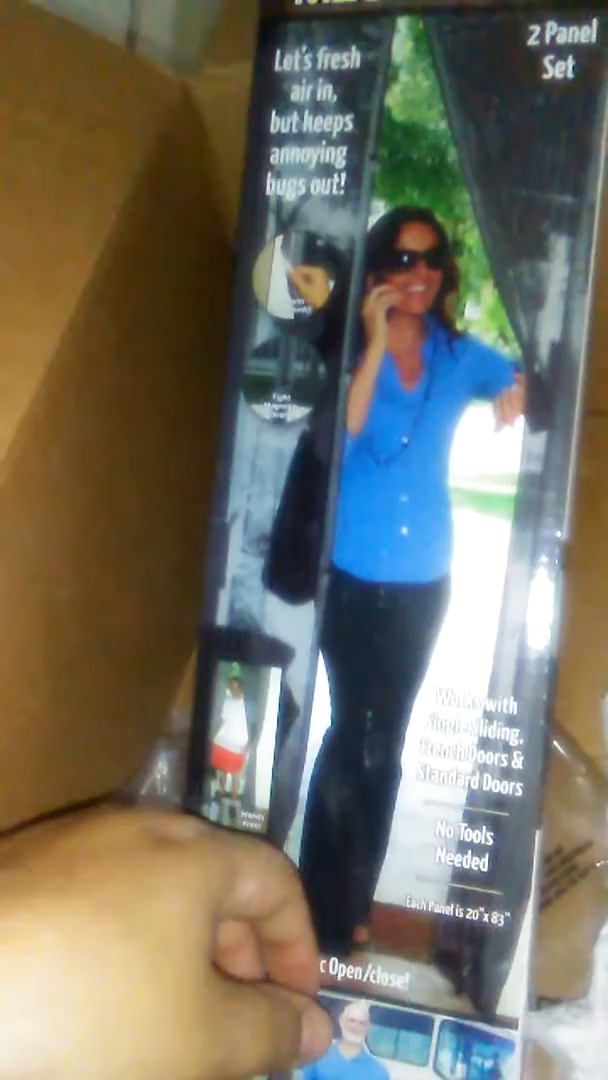 2 Panel
Set
Let's fresh
air in,
but keeps
annoying
bugs out!
Works with
Single Sliding,
French Doors &
Standard Doors
No Tools
Needed
Each Panel is 20"x 83"
c Open/close!